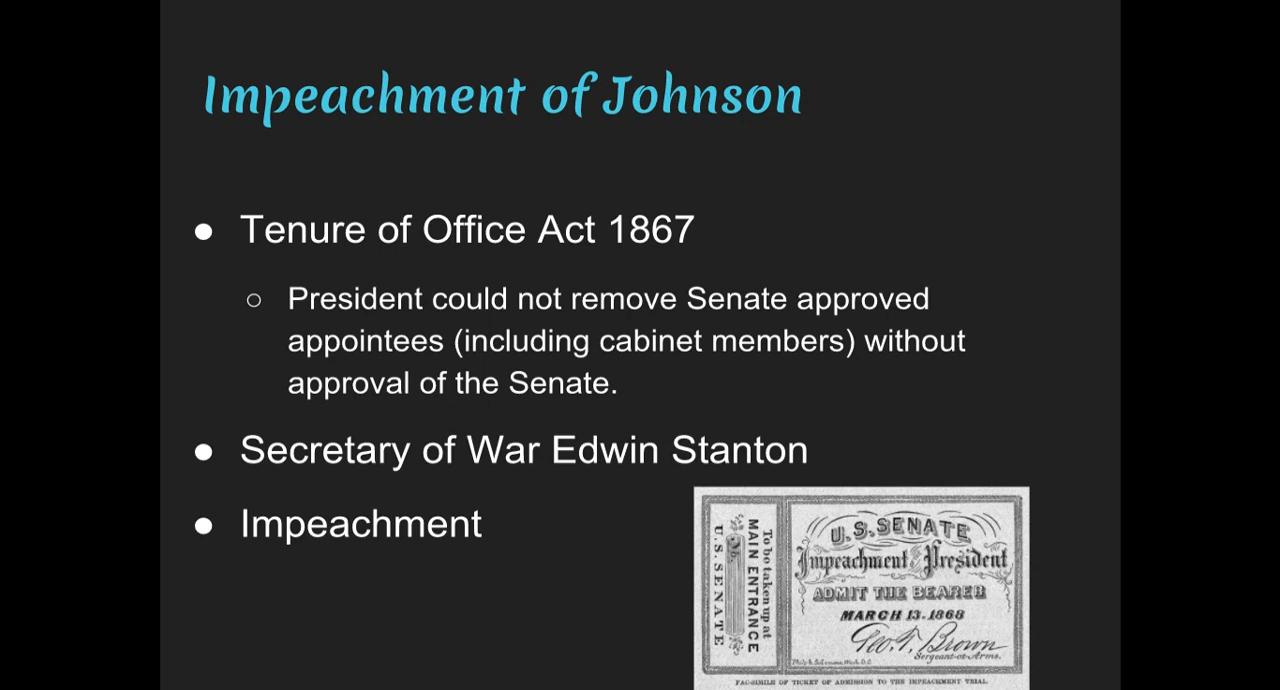 Impeachment of Johnson
● Tenure of Office Act 1867
○ President could not remove Senate approved
appointees (including cabinet members) without
approval of the Senate.
● Secretary of War Edwin Stanton
● Impeachment
U.S. SENATE
MAIN ENTRANCE
To be taken up at
No.
U.S. SENATE
Impeachment of the President
ADMIT THE BEARER
MARCH 13-1868
Geo. T. Brown
Sergeant-at-Arms.
FAC-SIMILE OF TICKET OF ADMISSION TO THE IMPEACHMENT TRIAL.